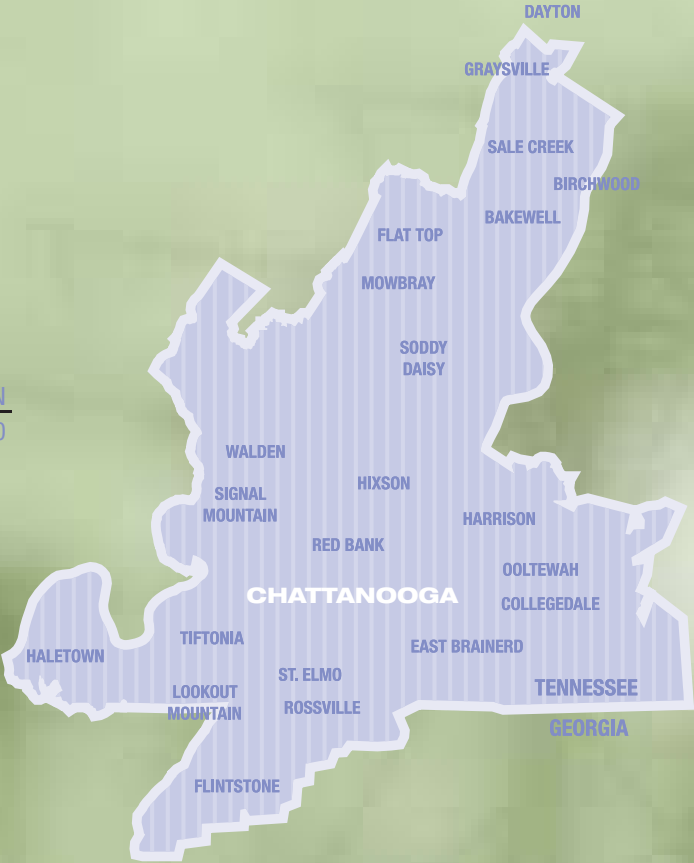 DAYTON
GRAYSVILLE
SALE CREEK
BIRCHWOOD
BAKEWELL
FLAT TOP
MOWBRAY
SODDY
DAISY
N
0
WALDEN
HIXSON
SIGNAL
MOUNTAIN
HARRISON
RED BANK
OOLTEWAH
CHATTANOOGA
COLLEGEDALE
TIFTONIA
EAST BRAINERD
HALETOWN
ST. ELMO
TENNESSEE
LOOKOUT
MOUNTAIN
ROSSVILLE
GEORGIA
FLINTSTONE